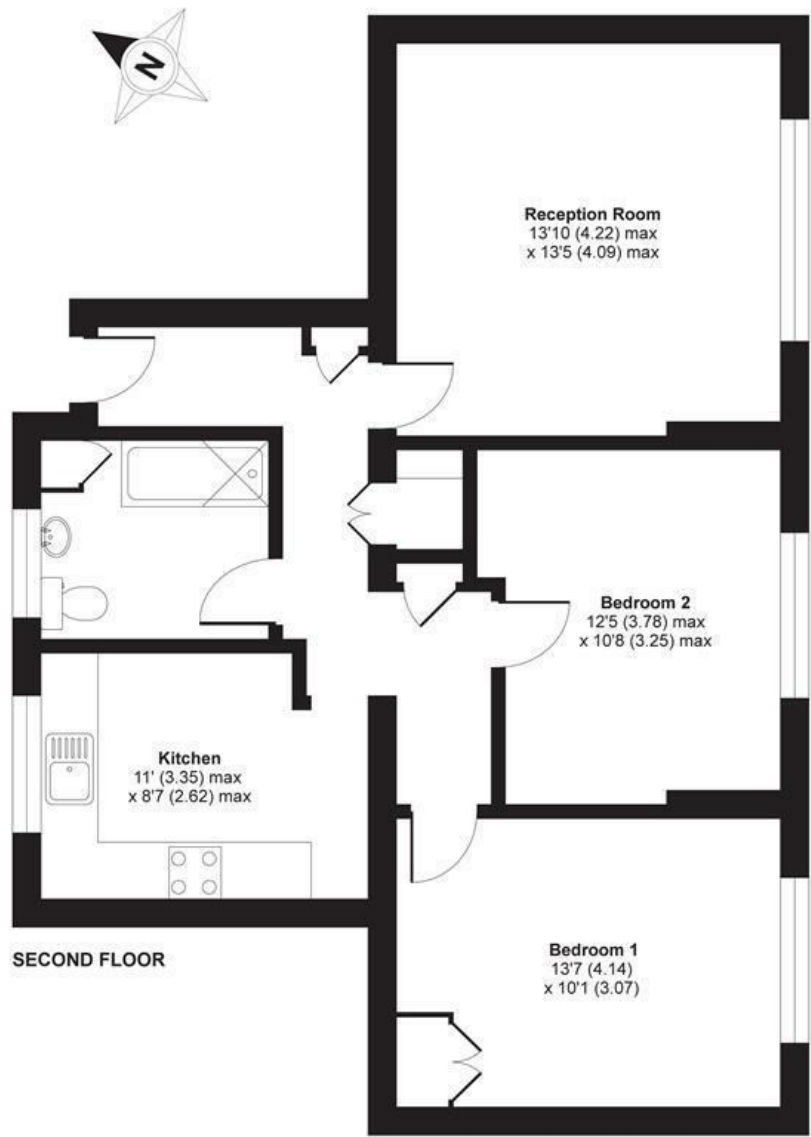 N
Reception Room
13'10 (4.22) max
x 13'5 (4.09) max
Bedroom 2
12'5 (3.78) max
x 10'8 (3.25) max
Kitchen
11' (3.35) max
x 8'7 (2.62) max
SECOND FLOOR
Bedroom 1
13'7 (4.14)
x 10'1 (3.07)